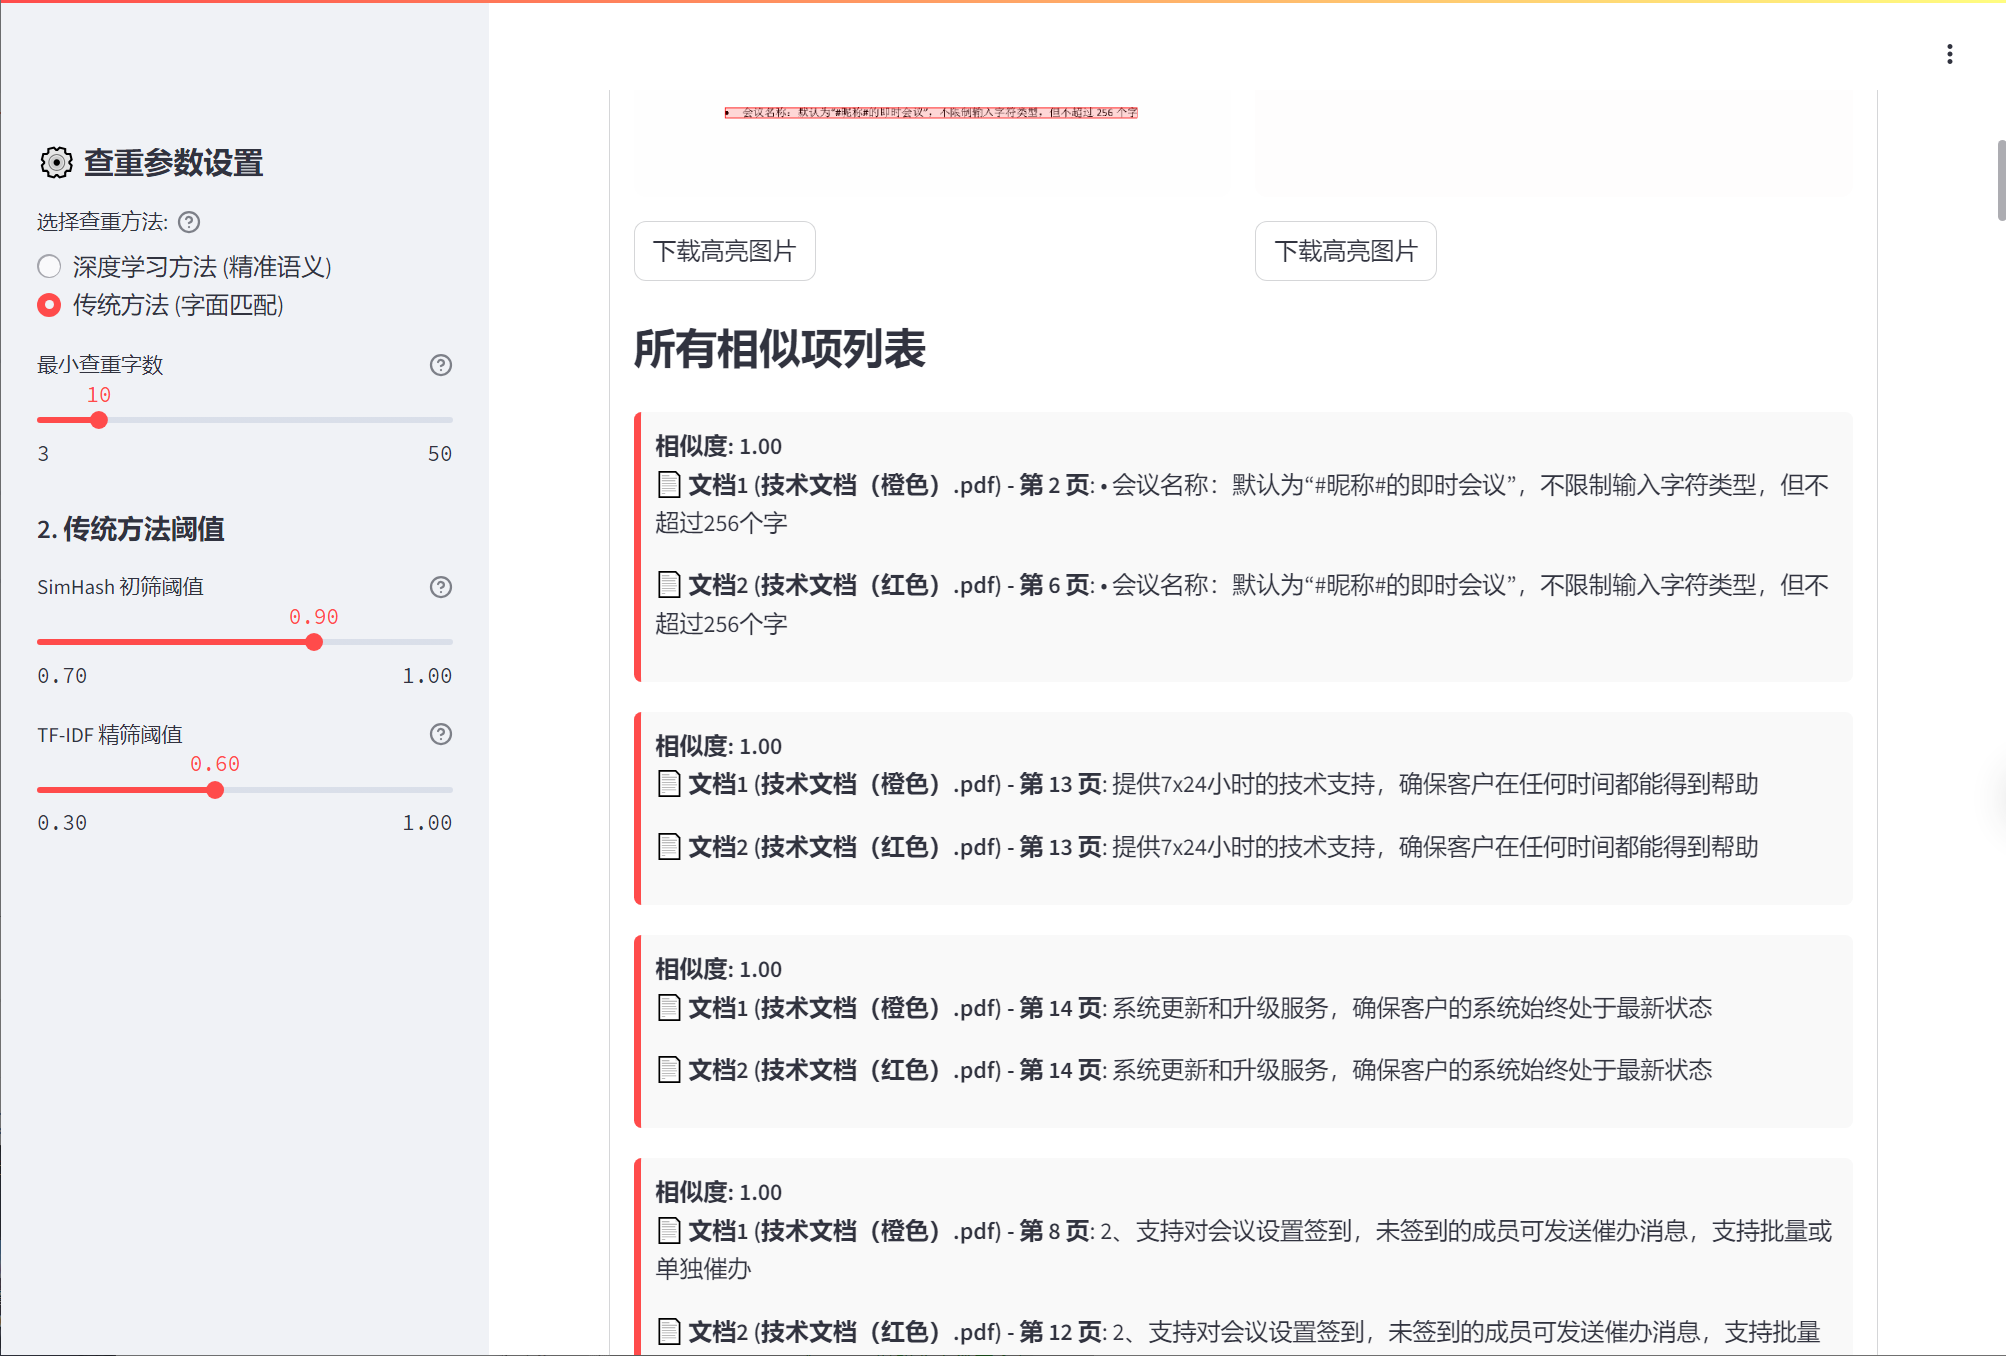 查重参数设置
选择查重方法:
深度学习方法 (精准语义)
传统方法 (字面匹配)
最小查重字数
10
3
50
2. 传统方法阈值
SimHash 初筛阈值
0.90
0.70
1.00
TF-IDF 精筛阈值
0.60
0.30
1.00
• 会议名称：默认为“#昵称#的即时会议”，不限制输入字符类型，但不超过 256 个字
下载高亮图片
下载高亮图片
所有相似项列表
相似度: 1.00
文档1 (技术文档（橙色）.pdf) - 第 2 页: • 会议名称：默认为“#昵称#的即时会议”，不限制输入字符类型，但不
超过256个字
文档2 (技术文档（红色）.pdf) - 第 6 页: • 会议名称：默认为“#昵称#的即时会议”，不限制输入字符类型，但不
超过256个字
相似度: 1.00
文档1 (技术文档（橙色）.pdf) - 第 13 页: 提供7x24小时的技术支持，确保客户在任何时间都能得到帮助
文档2 (技术文档（红色）.pdf) - 第 13 页: 提供7x24小时的技术支持，确保客户在任何时间都能得到帮助
相似度: 1.00
文档1 (技术文档（橙色）.pdf) - 第 14 页: 系统更新和升级服务，确保客户的系统始终处于最新状态
文档2 (技术文档（红色）.pdf) - 第 14 页: 系统更新和升级服务，确保客户的系统始终处于最新状态
相似度: 1.00
文档1 (技术文档（橙色）.pdf) - 第 8 页: 2、支持对会议设置签到，未签到的成员可发送催办消息，支持批量或
单独催办
文档2 (技术文档（红色）.pdf) - 第 12 页: 2、支持对会议设置签到，未签到的成员可发送催办消息，支持批量